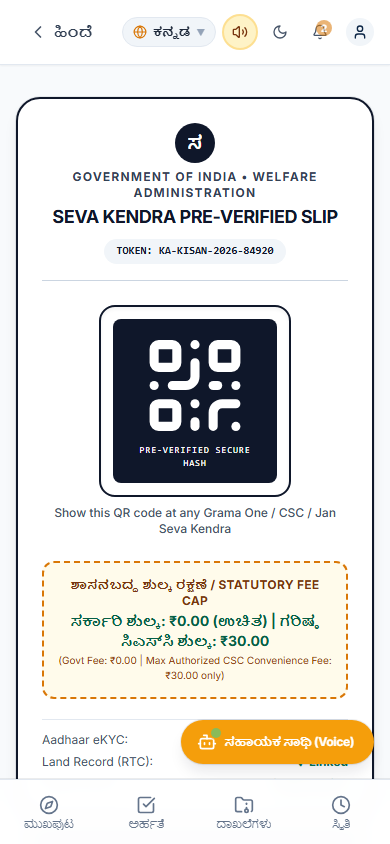 ಹಿಂದೆ
ಕನ್ನಡ ▼
ಸ
GOVERNMENT OF INDIA • WELFARE
ADMINISTRATION
SEVA KENDRA PRE-VERIFIED SLIP
TOKEN: KA-KISAN-2026-84920
PRE-VERIFIED SECURE
HASH
Show this QR code at any Grama One / CSC / Jan
Seva Kendra
ಶಾಸನಬದ್ಧ ಶುಲ್ಕ ರಕ್ಷಣೆ / STATUTORY FEE
CAP
ಸರ್ಕಾರಿ ಶುಲ್ಕ: ₹0.00 (ಉಚಿತ) | ಗರಿಷ್ಠ
ಸಿಎಸ್‌ಸಿ ಶುಲ್ಕ: ₹30.00
(Govt Fee: ₹0.00 | Max Authorized CSC Convenience Fee:
₹30.00 only)
Aadhaar eKYC:
ಸಹಾಯಕ ಸಾಥಿ (Voice)
Land Record (RTC):
ಮುಖಪುಟ
ಅರ್ಹತೆ
ದಾಖಲೆಗಳು
ಸ್ಥಿತಿ